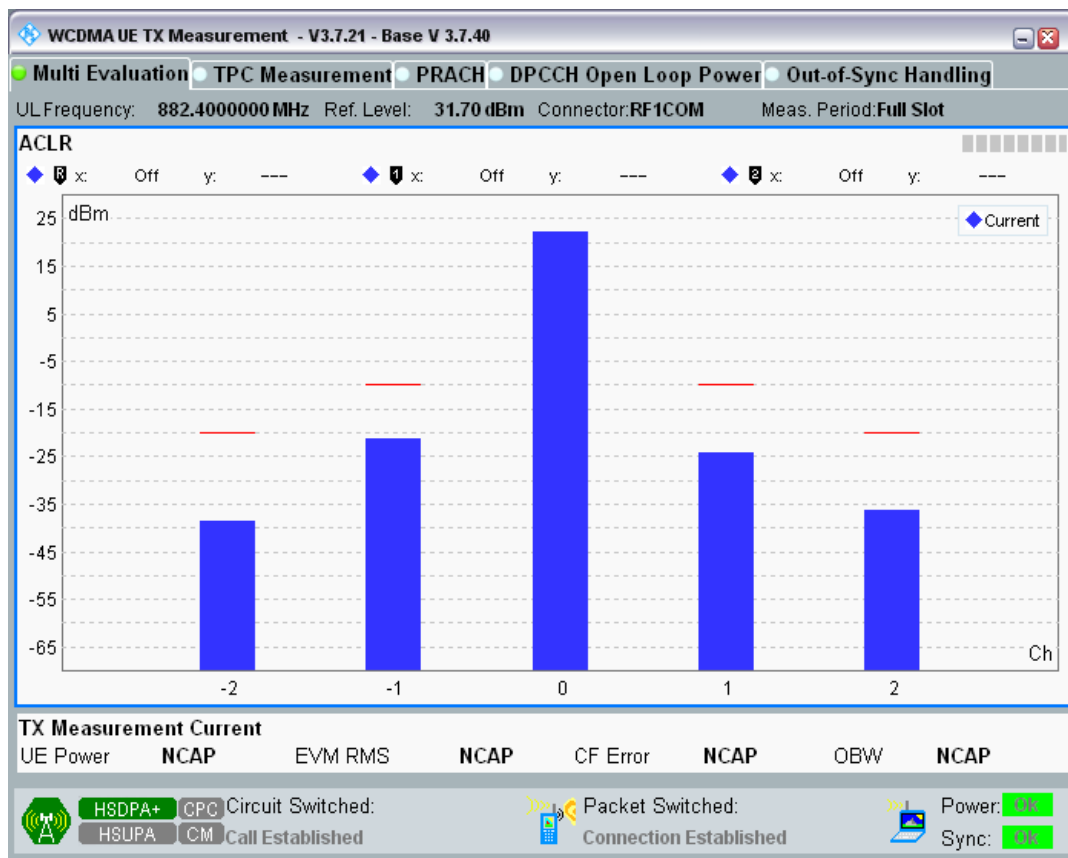 WCDMA UE TX Measurement - V3.7.21 - Base V 3.7.40
Multi Evaluation TPC Measurement PRACH DPCCH Open Loop Power Out-of-Sync Handling
UL Frequency: 882.4000000 MHz Ref. Level: 31.70 dBm Connector:RF1COM Meas. Period:Full Slot
ACLR
R x: Off y: --- 1 x: Off y: --- 2 x: Off y: ---
dBm
Current
25
15
5
-5
-15
-25
-35
-45
-55
-65
Ch
-2 -1 0 1 2
TX Measurement Current
UE Power NCAP EVM RMS NCAP CF Error NCAP OBW NCAP
HSDPA+ CPC Circuit Switched: Packet Switched: Power: Ok
HSUPA CM Call Established Connection Established Sync: Ok